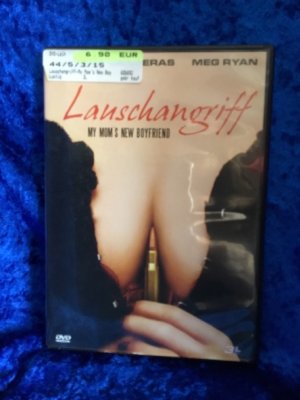 6 90 EUR
44/5/3/15
ERAS MEG RYAN
Lauschangriff
MY MOM'S NEW BOYFRIEND
DVD